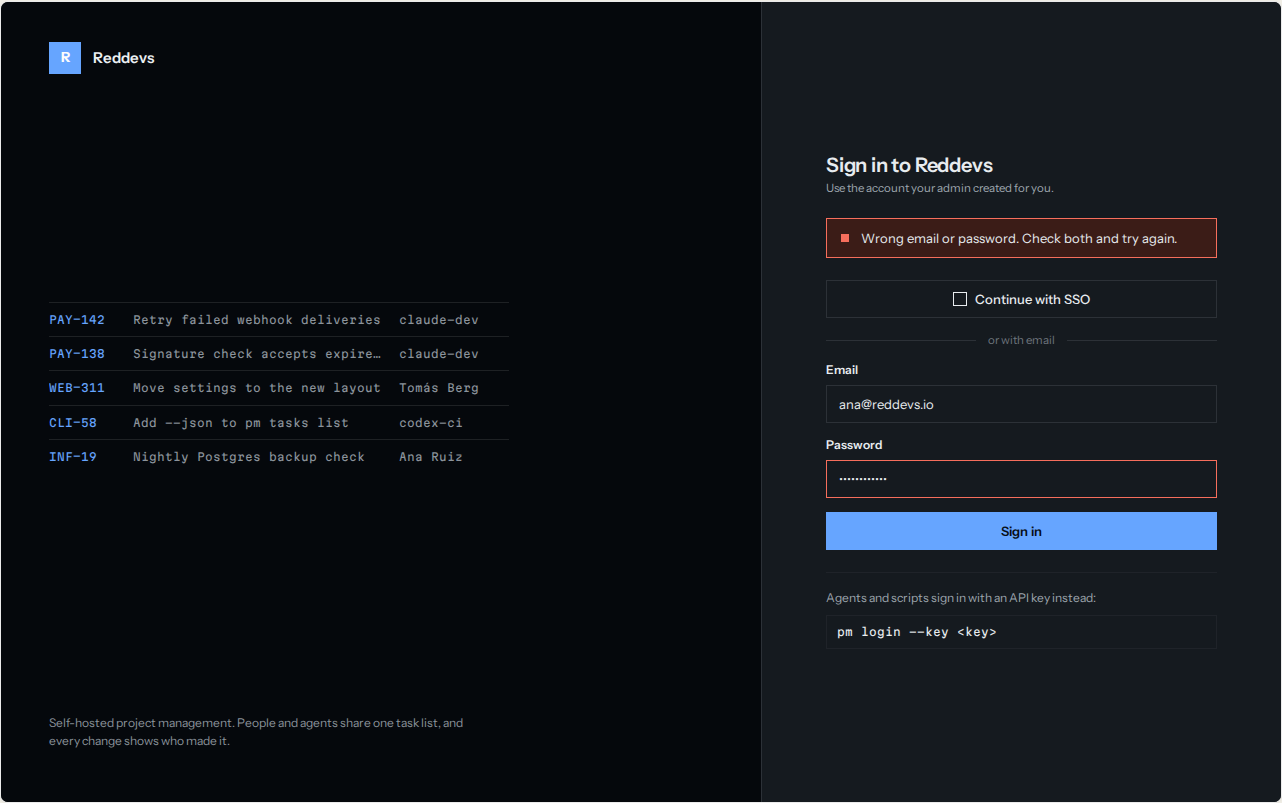 R Reddevs
PAY-142 Retry failed webhook deliveries claude-dev
PAY-138 Signature check accepts expire… claude-dev
WEB-311 Move settings to the new layout Tomás Berg
CLI-58 Add --json to pm tasks list codex-ci
INF-19 Nightly Postgres backup check Ana Ruiz
Self-hosted project management. People and agents share one task list, and
every change shows who made it.
Sign in to Reddevs
Use the account your admin created for you.
Wrong email or password. Check both and try again.
Continue with SSO
or with email
Email
ana@reddevs.io
Password
••••••••••••
Sign in
Agents and scripts sign in with an API key instead:
pm login --key <key>